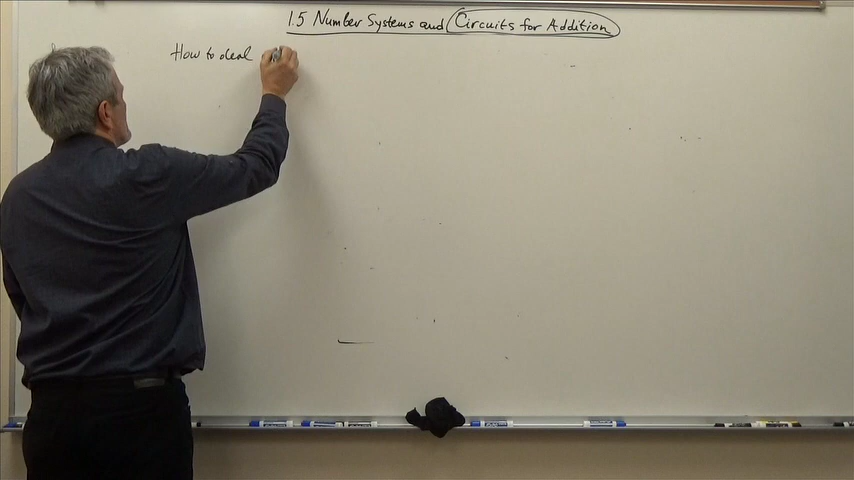 1.5 Number Systems and Circuits for Addition
How to deal